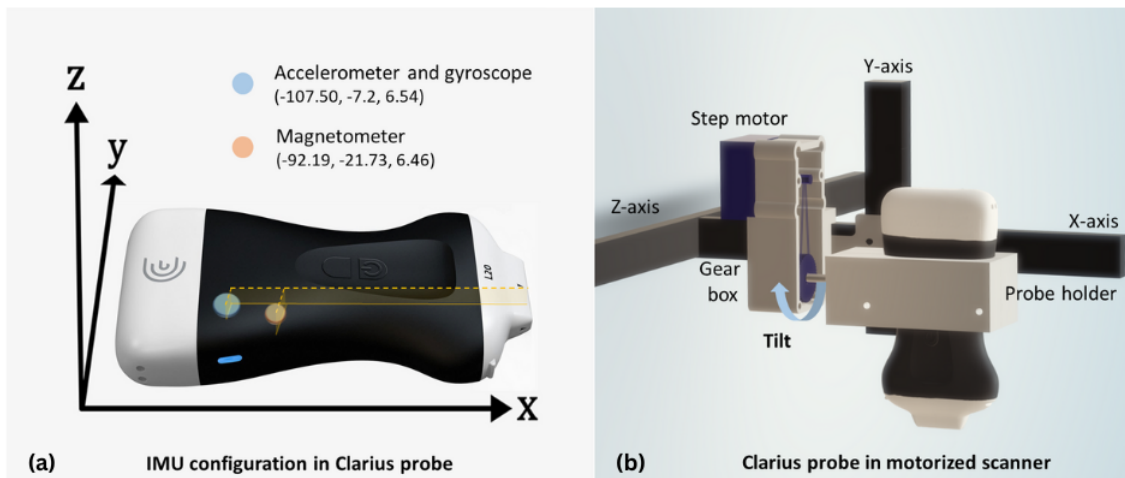 Z
y
X
Accelerometer and gyroscope
(-107.50, -7.2, 6.54)
Magnetometer
(-92.19, -21.73, 6.46)
L20
(a)
IMU configuration in Clarius probe
Y-axis
Step motor
Z-axis
X-axis
Gear
box
Probe holder
Tilt
(b)
Clarius probe in motorized scanner